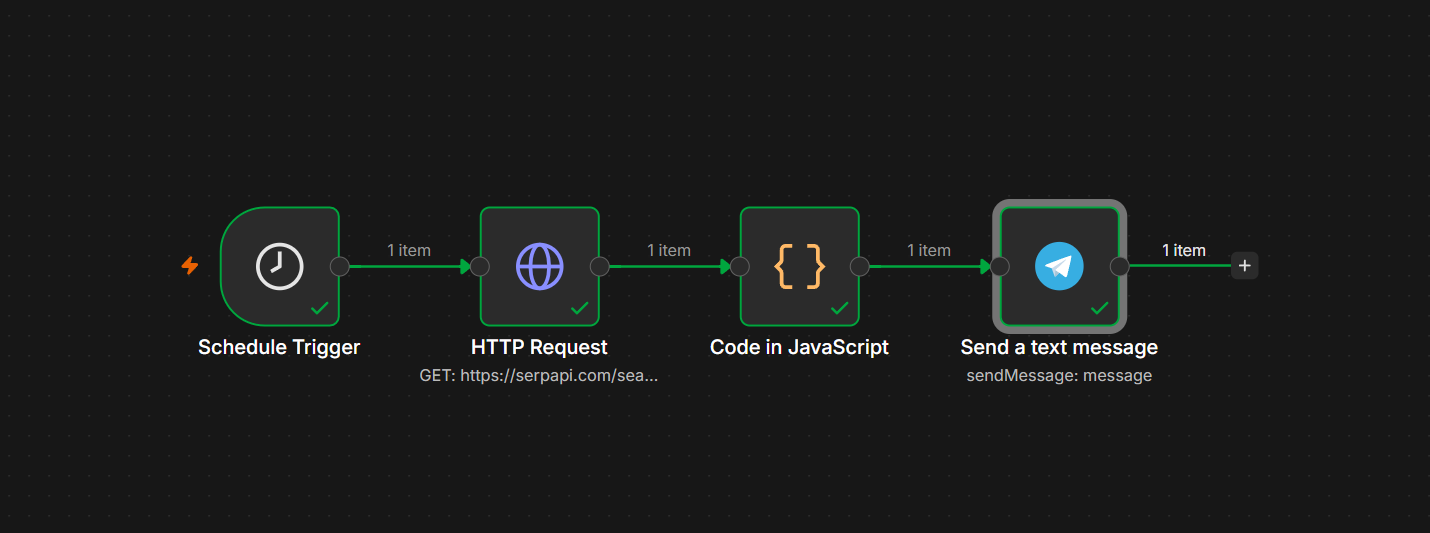 1 item
1 item
1 item
1 item
Schedule Trigger
HTTP Request
Code in JavaScript
Send a text message
GET: https://serpapi.com/sea...
sendMessage: message